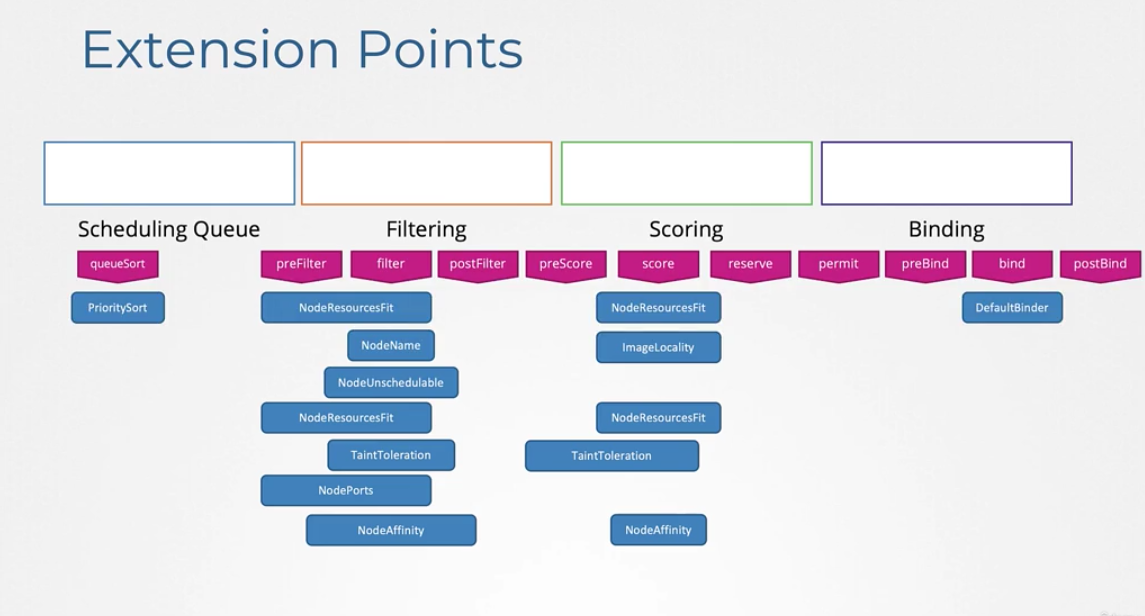 Extension Points
Scheduling Queue Filtering Scoring Binding
queueSort preFilter filter postFilter preScore score reserve permit preBind bind postBind
PrioritySort NodeResourcesFit NodeResourcesFit DefaultBinder
NodeName ImageLocality
NodeUnschedulable
NodeResourcesFit NodeResourcesFit
TaintToleration TaintToleration
NodePorts
NodeAffinity NodeAffinity